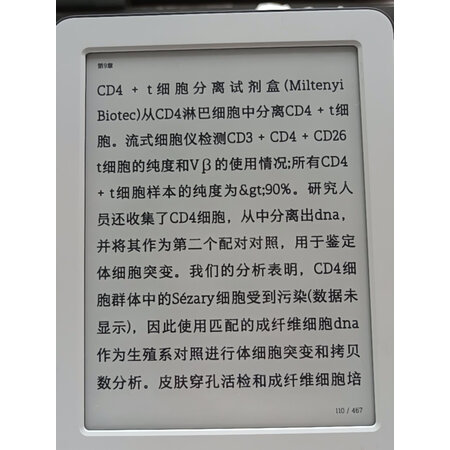 第9章
CD4 + t细胞分离试剂盒(Miltenyi
Biotec)从CD4淋巴细胞中分离CD4 + t细
胞。流式细胞仪检测CD3 + CD4 + CD26
t细胞的纯度和Vβ的使用情况;所有CD4
+ t细胞样本的纯度为&gt;90%。研究人
员还收集了CD4细胞，从中分离出dna，
并将其作为第二个配对对照，用于鉴定
体细胞突变。我们的分析表明，CD4细
胞群体中的Sézary细胞受到污染(数据未
显示)，因此使用匹配的成纤维细胞dna
作为生殖系对照进行体细胞突变和拷贝
数分析。皮肤穿孔活检和成纤维细胞培
110 / 467